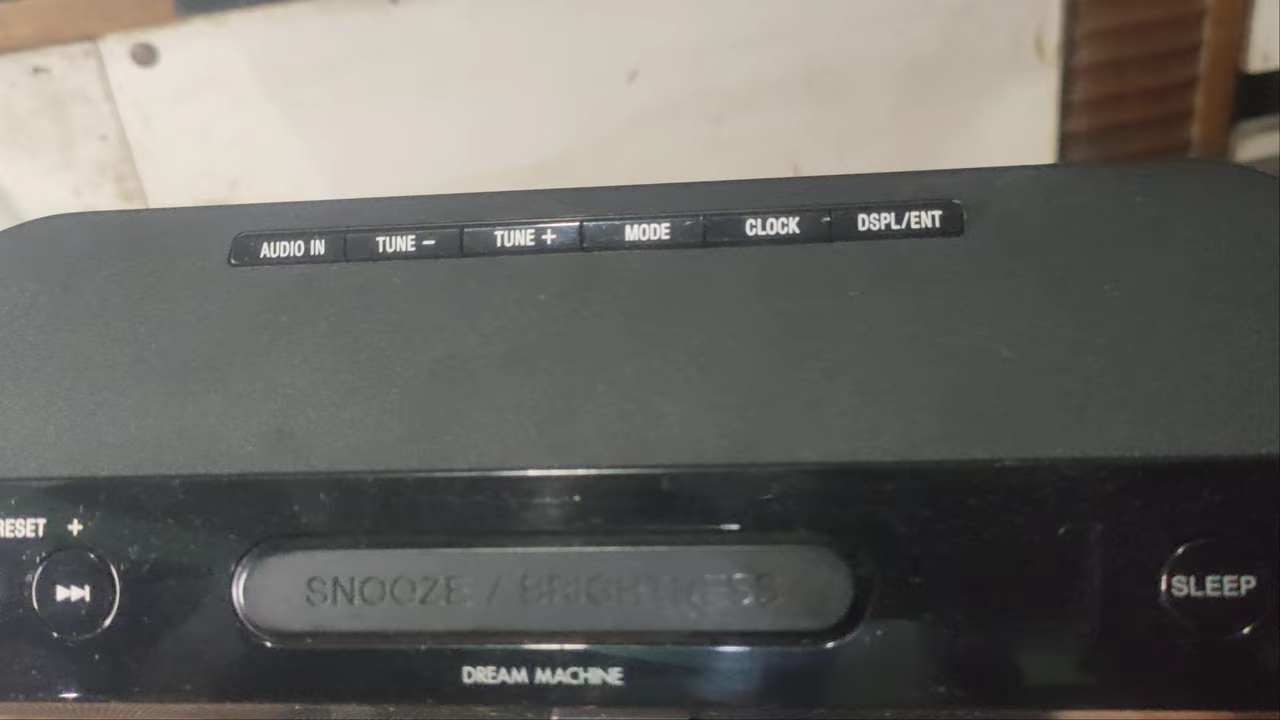 AUDIO IN TUNE − TUNE + MODE CLOCK DSPL/ENT
RESET +
SNOOZE / BRIGHTNESS
SLEEP
DREAM MACHINE